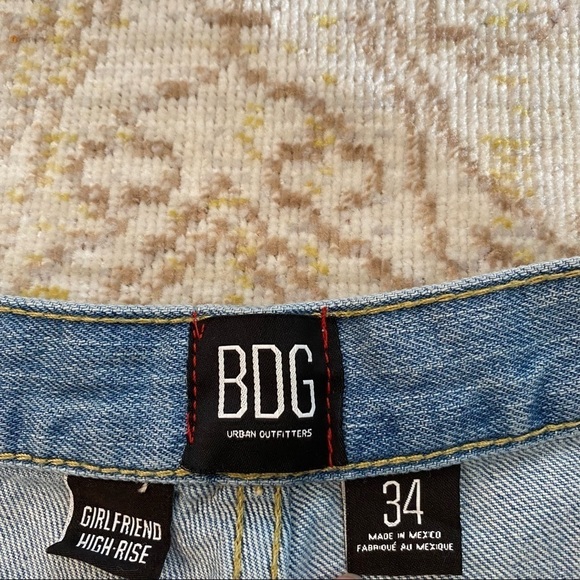 BDG
URBAN OUTFITTERS
GIRLFRIEND
HIGH-RISE
34
MADE IN MEXICO
FABRIQUÉ AU MEXIQUE